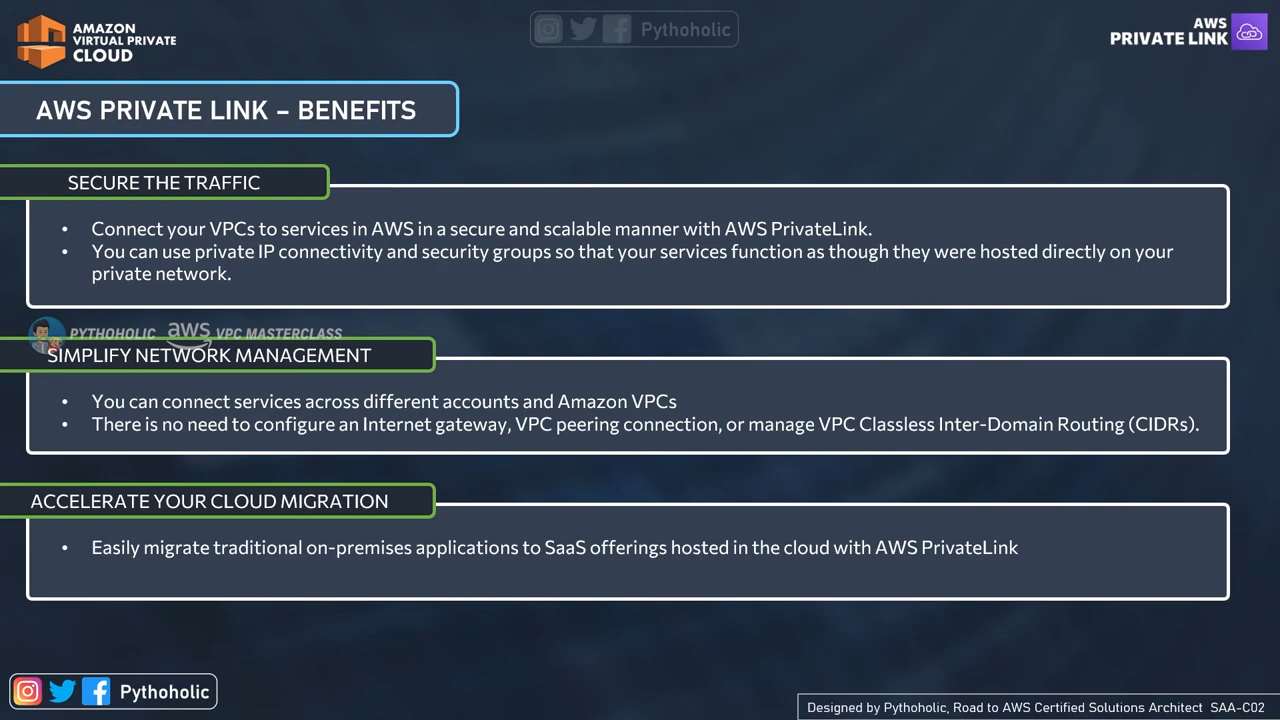 AMAZON
VIRTUAL PRIVATE
CLOUD
Pythoholic
AWS
PRIVATE LINK
AWS PRIVATE LINK – BENEFITS
SECURE THE TRAFFIC
• Connect your VPCs to services in AWS in a secure and scalable manner with AWS PrivateLink.
• You can use private IP connectivity and security groups so that your services function as though they were hosted directly on your
private network.
PYTHOHOLIC aws VPC MASTERCLASS
SIMPLIFY NETWORK MANAGEMENT
• You can connect services across different accounts and Amazon VPCs
• There is no need to configure an Internet gateway, VPC peering connection, or manage VPC Classless Inter-Domain Routing (CIDRs).
ACCELERATE YOUR CLOUD MIGRATION
• Easily migrate traditional on-premises applications to SaaS offerings hosted in the cloud with AWS PrivateLink
Pythoholic
Designed by Pythoholic, Road to AWS Certified Solutions Architect SAA-C02